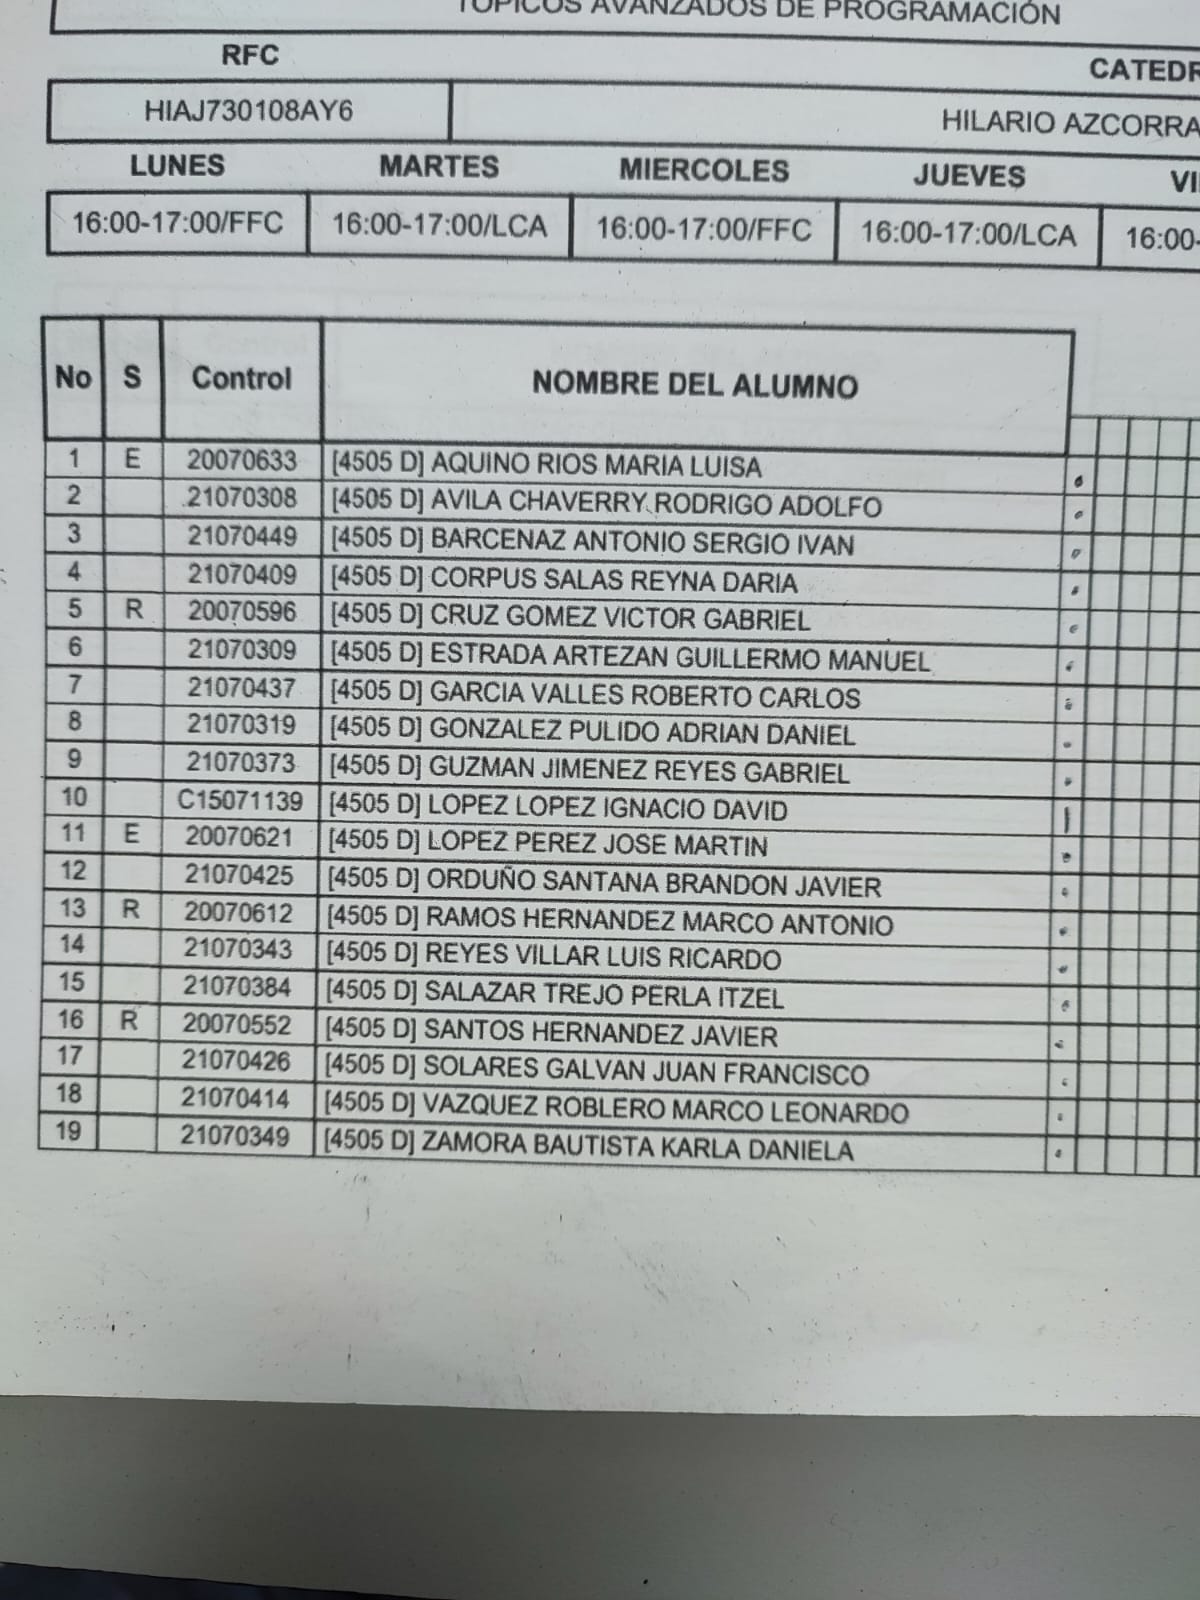 TOPICOS AVANZADOS DE PROGRAMACIÓN
RFC CATEDR
HIAJ730108AY6 HILARIO AZCORRA
LUNES MARTES MIERCOLES JUEVES VI
16:00-17:00/FFC 16:00-17:00/LCA 16:00-17:00/FFC 16:00-17:00/LCA 16:00-
No S Control NOMBRE DEL ALUMNO
1 E 20070633 [4505 D] AQUINO RIOS MARIA LUISA
2 21070308 [4505 D] AVILA CHAVERRY RODRIGO ADOLFO
3 21070449 [4505 D] BARCENAZ ANTONIO SERGIO IVAN
4 21070409 [4505 D] CORPUS SALAS REYNA DARIA
5 R 20070596 [4505 D] CRUZ GOMEZ VICTOR GABRIEL
6 21070309 [4505 D] ESTRADA ARTEZAN GUILLERMO MANUEL
7 21070437 [4505 D] GARCIA VALLES ROBERTO CARLOS
8 21070319 [4505 D] GONZALEZ PULIDO ADRIAN DANIEL
9 21070373 [4505 D] GUZMAN JIMENEZ REYES GABRIEL
10 C15071139 [4505 D] LOPEZ LOPEZ IGNACIO DAVID
11 E 20070621 [4505 D] LOPEZ PEREZ JOSE MARTIN
12 21070425 [4505 D] ORDUÑO SANTANA BRANDON JAVIER
13 R 20070612 [4505 D] RAMOS HERNANDEZ MARCO ANTONIO
14 21070343 [4505 D] REYES VILLAR LUIS RICARDO
15 21070384 [4505 D] SALAZAR TREJO PERLA ITZEL
16 R 20070552 [4505 D] SANTOS HERNANDEZ JAVIER
17 21070426 [4505 D] SOLARES GALVAN JUAN FRANCISCO
18 21070414 [4505 D] VAZQUEZ ROBLERO MARCO LEONARDO
19 21070349 [4505 D] ZAMORA BAUTISTA KARLA DANIELA